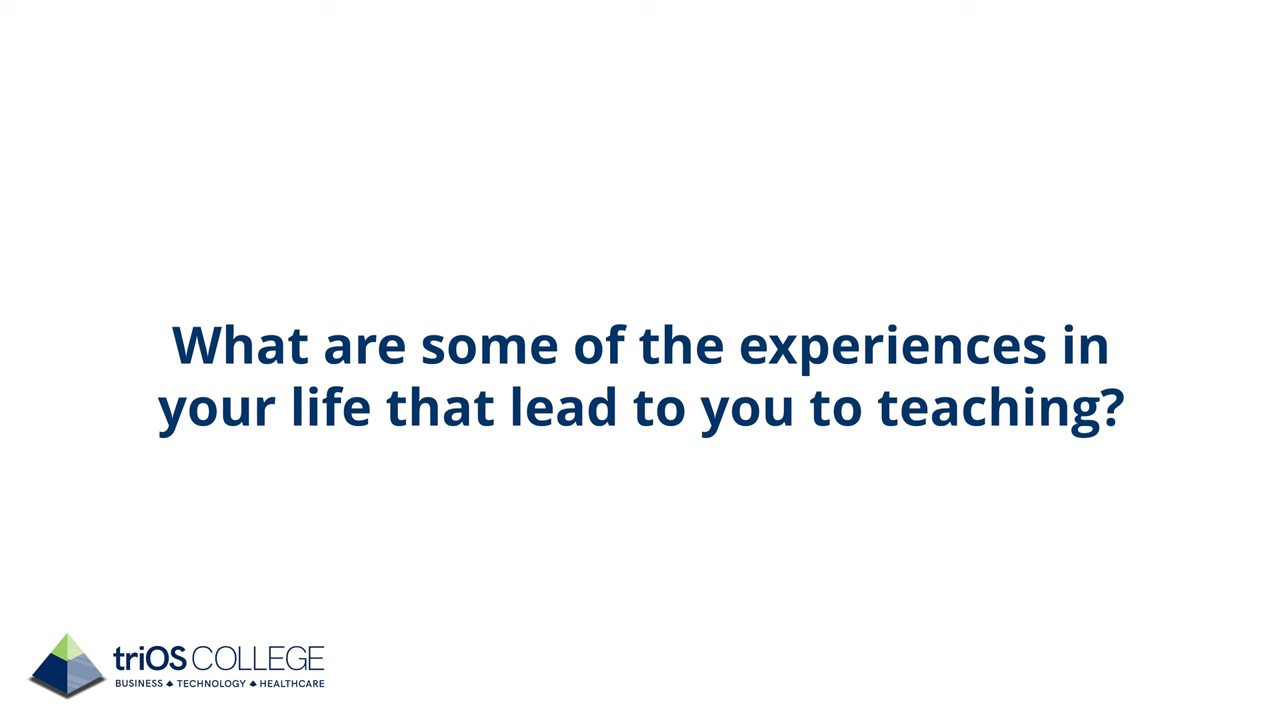 What are some of the experiences in
your life that lead to you to teaching?
triOS COLLEGE
BUSINESS ♦ TECHNOLOGY ♦ HEALTHCARE